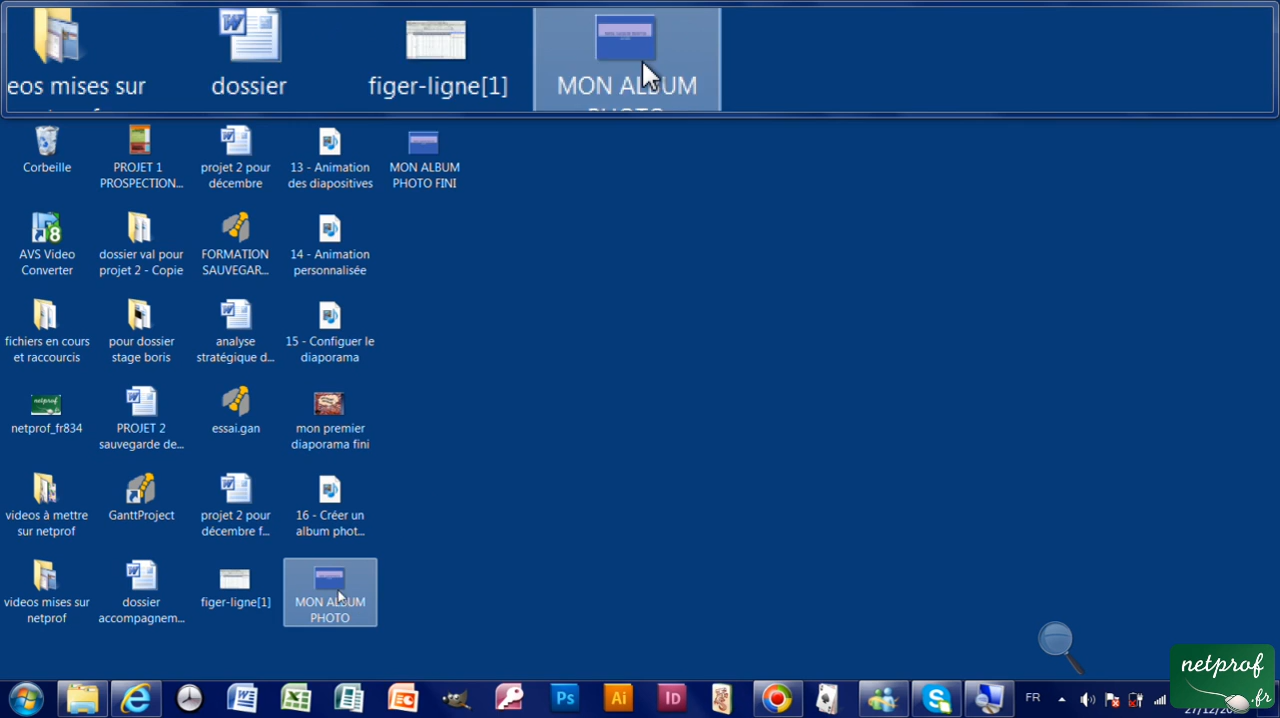 eos mises sur
dossier
figer-ligne[1]
MON ALBUM
PHOTO
Corbeille
PROJET 1
PROSPECTION...
projet 2 pour
décembre
13 - Animation
des diapositives
MON ALBUM
PHOTO FINI
AVS Video
Converter
dossier val pour
projet 2 - Copie
FORMATION
SAUVEGAR...
14 - Animation
personnalisée
fichiers en cours
et raccourcis
pour dossier
stage boris
analyse
stratégique d...
15 - Configuer le
diaporama
netprof_fr834
PROJET 2
sauvegarde de...
essai.gan
mon premier
diaporama fini
videos à mettre
sur netprof
GanttProject
projet 2 pour
décembre f...
16 - Créer un
album phot...
videos mises sur
netprof
dossier
accompagnem...
figer-ligne[1]
MON ALBUM
PHOTO
Ps
Ai
ID
FR
netprof
.fr